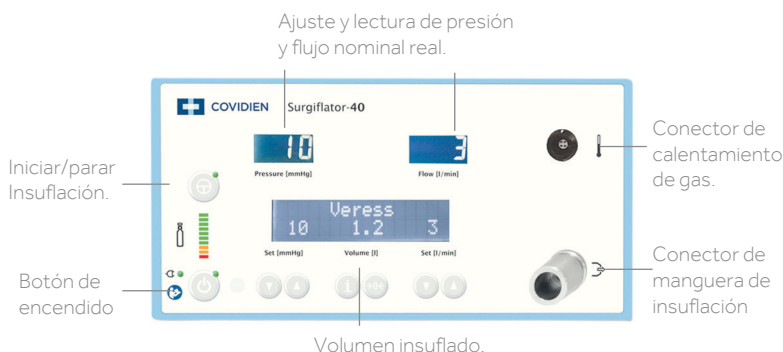 Ajuste y lectura de presión
y flujo nominal real.
COVIDIEN Surgiflator-40
10 3
Pressure [mmHg] Flow [l/min]
Conector de
calentamiento
de gas.
Iniciar/parar
Insuflación.
Veress
10 1.2 3
Set [mmHg] Volume [l] Set [l/min]
Botón de
encendido
i →0←
Conector de
manguera de
insuflación
Volumen insuflado.